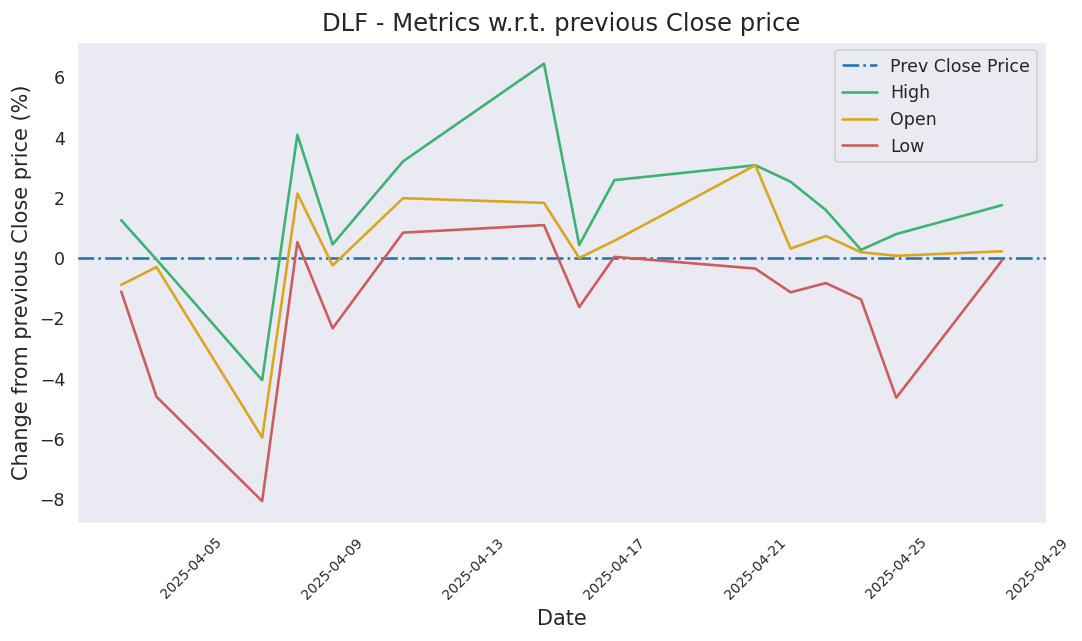 DLF - Metrics w.r.t. previous Close price
Change from previous Close price (%)
6
4
2
0
−2
−4
−6
−8
Prev Close Price
High
Open
Low
2025-04-05
2025-04-09
2025-04-13
2025-04-17
2025-04-21
2025-04-25
2025-04-29
Date